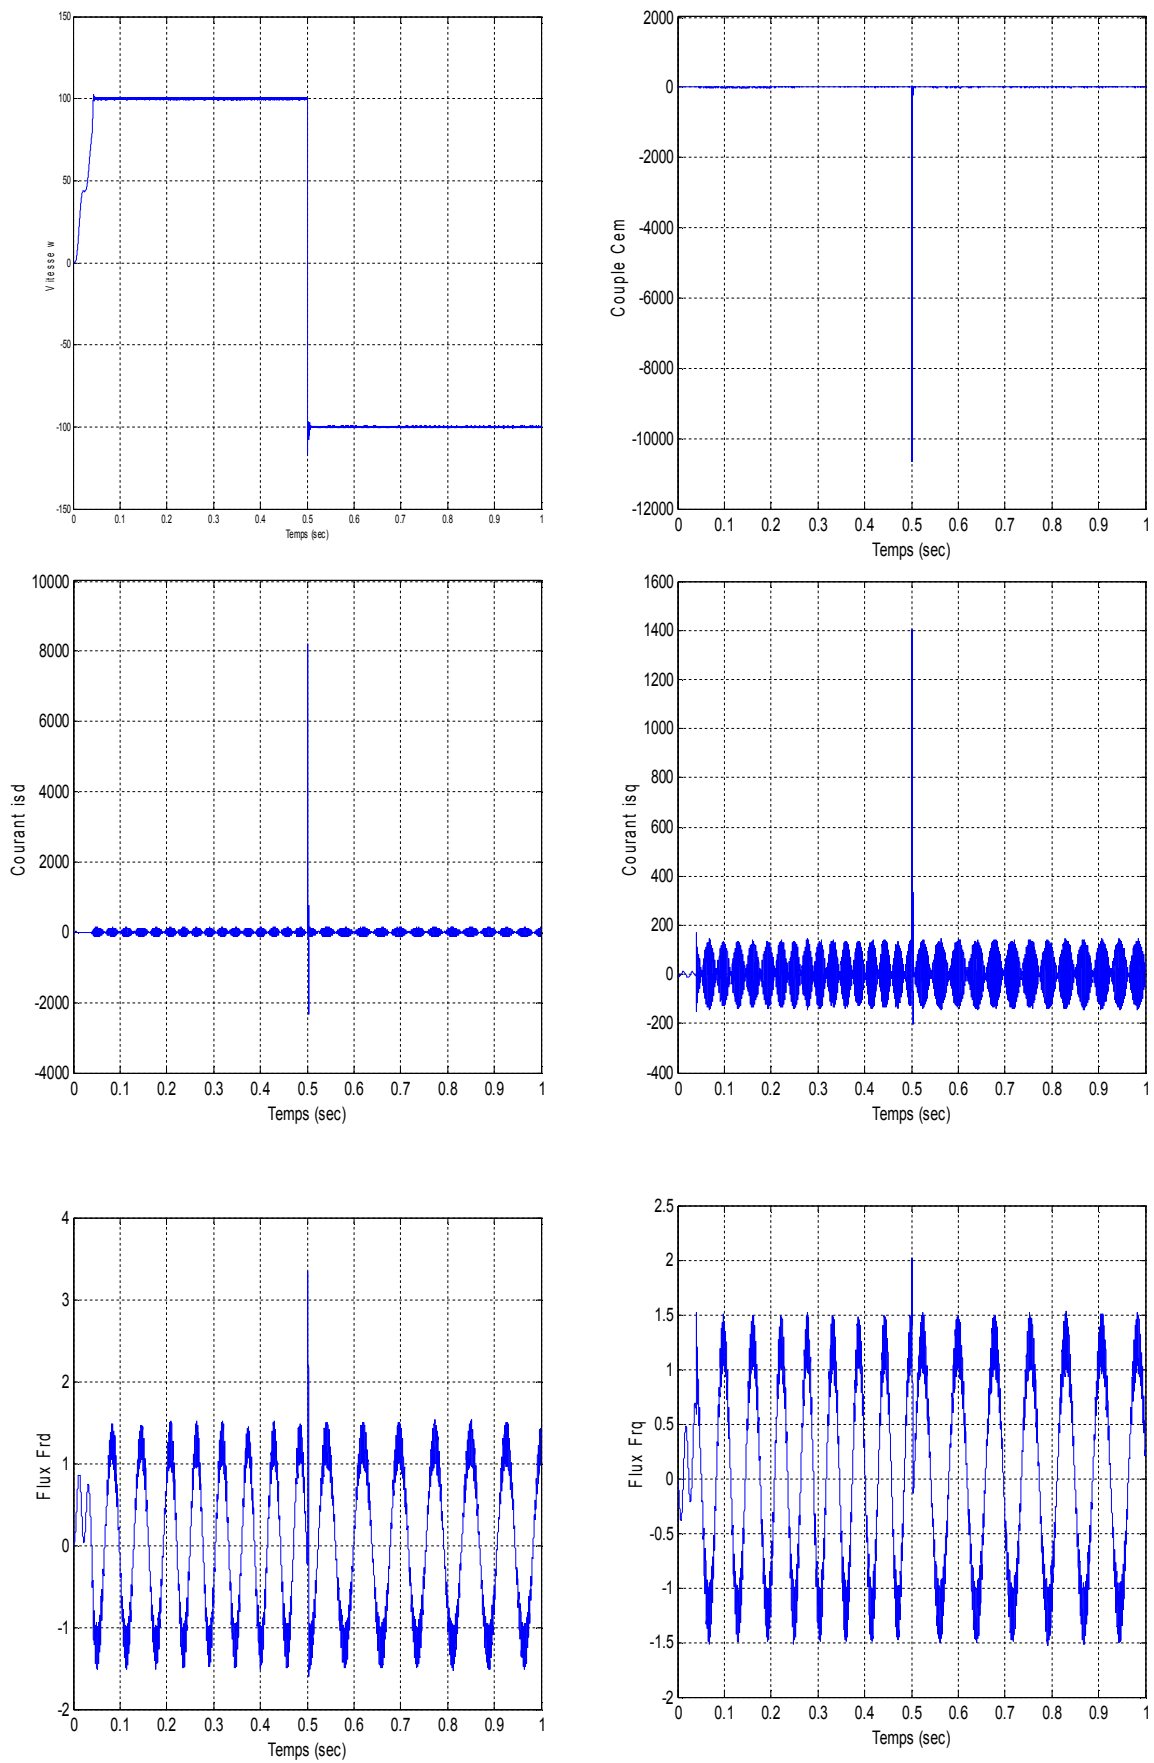 150
100
50
0
-50
-100
-150
Vitesse w
0 0.1 0.2 0.3 0.4 0.5 0.6 0.7 0.8 0.9 1
Temps (sec)
2000
0
-2000
-4000
-6000
-8000
-10000
-12000
Couple Cem
0 0.1 0.2 0.3 0.4 0.5 0.6 0.7 0.8 0.9 1
Temps (sec)
10000
8000
6000
4000
2000
0
-2000
-4000
Courant isd
0 0.1 0.2 0.3 0.4 0.5 0.6 0.7 0.8 0.9 1
Temps (sec)
1600
1400
1200
1000
800
600
400
200
0
-200
-400
Courant isq
0 0.1 0.2 0.3 0.4 0.5 0.6 0.7 0.8 0.9 1
Temps (sec)
4
3
2
1
0
-1
-2
Flux Frd
0 0.1 0.2 0.3 0.4 0.5 0.6 0.7 0.8 0.9 1
Temps (sec)
2.5
2
1.5
1
0.5
0
-0.5
-1
-1.5
-2
Flux Frq
0 0.1 0.2 0.3 0.4 0.5 0.6 0.7 0.8 0.9 1
Temps (sec)